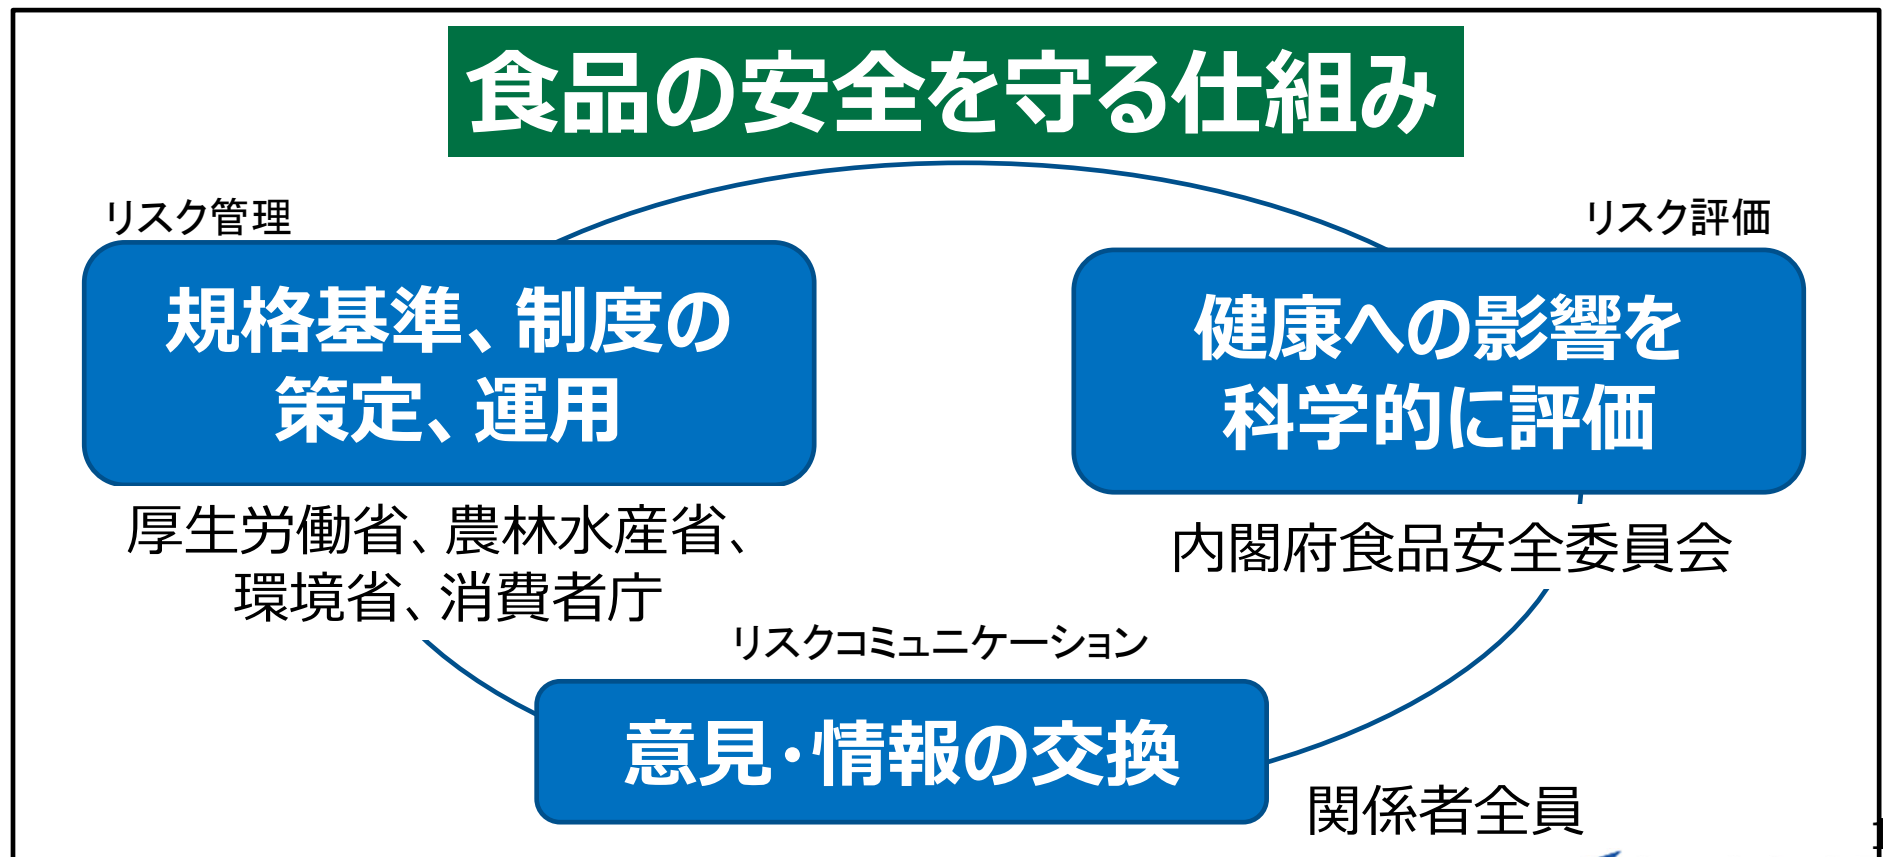 食品の安全を守る仕組み
リスク管理
規格基準、制度の
策定、運用
厚生労働省、農林水産省、
環境省、消費者庁
リスク評価
健康への影響を
科学的に評価
内閣府食品安全委員会
リスクコミュニケーション
意見・情報の交換
関係者全員